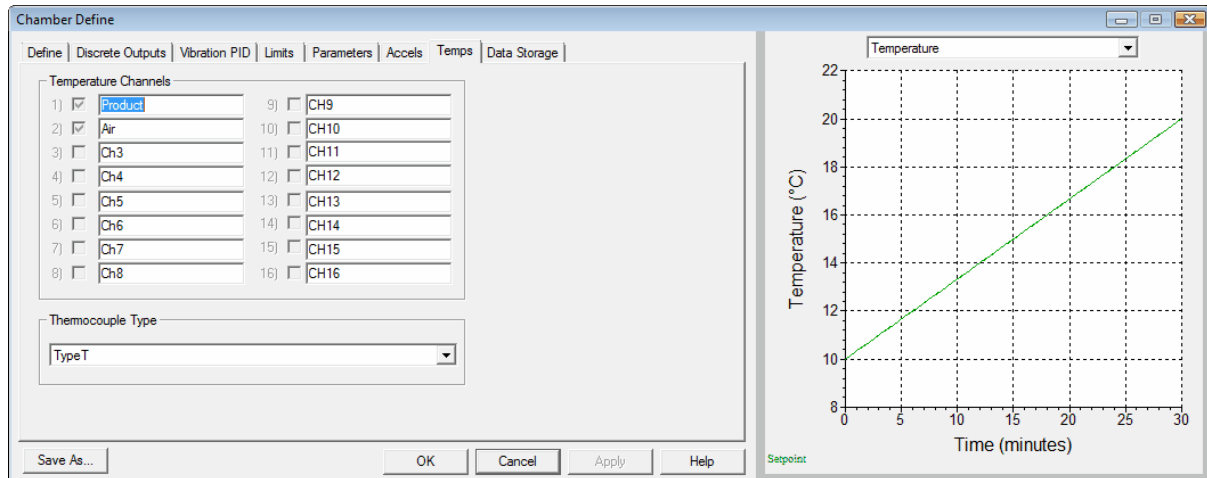 Chamber Define
Define Discrete Outputs Vibration PID Limits Parameters Accels Temps Data Storage
Temperature Channels
1) Product
2) Air
3) Ch3
4) Ch4
5) Ch5
6) Ch6
7) Ch7
8) Ch8
9) CH9
10) CH10
11) CH11
12) CH12
13) CH13
14) CH14
15) CH15
16) CH16
Thermocouple Type
Type T
Save As...
OK Cancel Apply Help
Temperature
Temperature (°C)
22
20
18
16
14
12
10
8
0 5 10 15 20 25 30
Time (minutes)
Setpoint